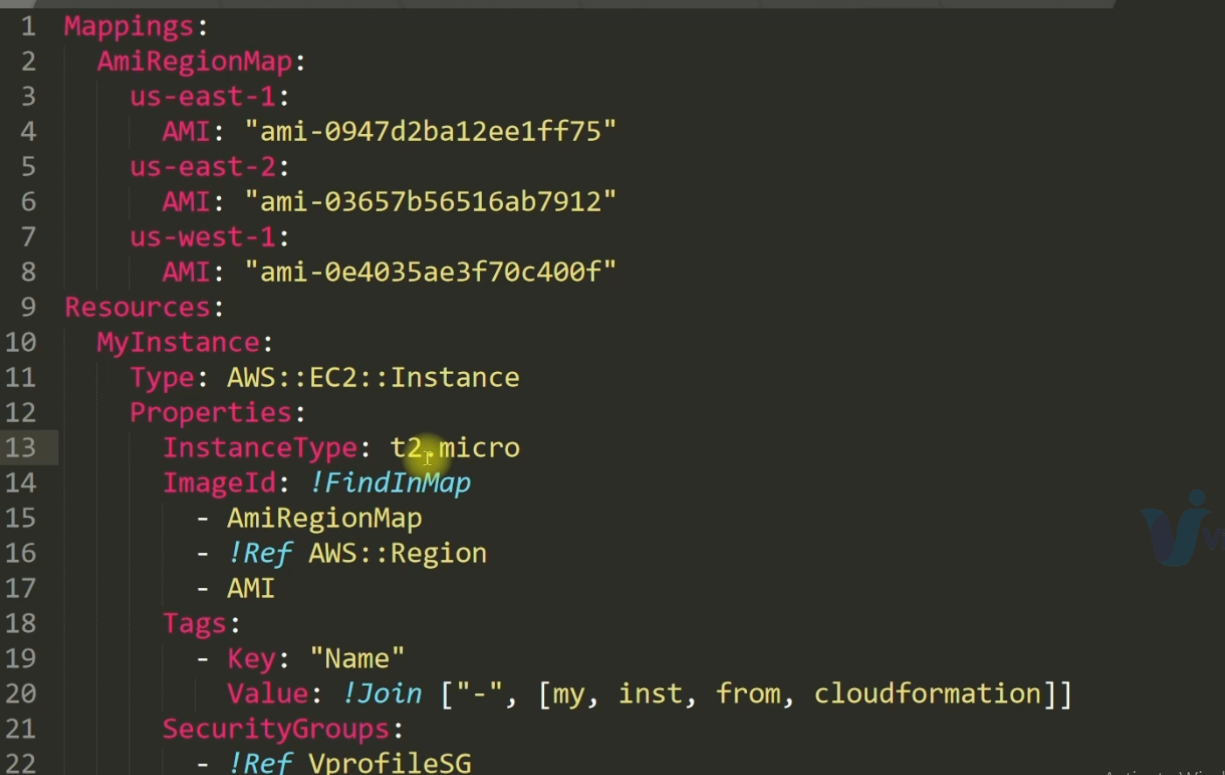 1 Mappings:
2   AmiRegionMap:
3     us-east-1:
4       AMI: "ami-0947d2ba12ee1ff75"
5     us-east-2:
6       AMI: "ami-03657b56516ab7912"
7     us-west-1:
8       AMI: "ami-0e4035ae3f70c400f"
9 Resources:
10   MyInstance:
11     Type: AWS::EC2::Instance
12     Properties:
13       InstanceType: t2.micro
14       ImageId: !FindInMap
15         - AmiRegionMap
16         - !Ref AWS::Region
17         - AMI
18       Tags:
19         - Key: "Name"
20           Value: !Join ["-", [my, inst, from, cloudformation]]
21       SecurityGroups:
22         - !Ref VprofileSG